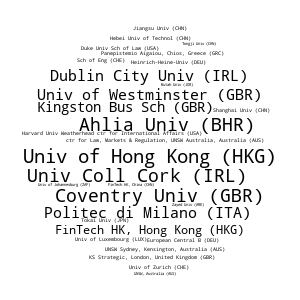 Jiangsu Univ (CHN)
Hebei Univ of Technol (CHN)
Tongji Univ (CHN)
Duke Univ Sch of Law (USA)
Panepistemio Aigaiou, Chios, Greece (GRC)
Sch of Eng (CHE)
Heinrich-Heine-Univ (DEU)
Dublin City Univ (IRL)
Univ of Westminster (GBR)
Kingston Bus Sch (GBR)
Shanghai Univ (CHN)
Ahlia Univ (BHR)
Harvard Univ Weatherhead ctr for International Affairs (USA)
ctr for Law, Markets & Regulation, UNSW Australia, Australia (AUS)
Univ of Hong Kong (HKG)
Univ Coll Cork (IRL)
Univ of Johannesburg (ZAF)
FinTech HK, China (CHN)
Coventry Univ (GBR)
Zayed Univ (ARE)
Politec di Milano (ITA)
Tokai Univ (JPN)
FinTech HK, Hong Kong (HKG)
Univ of Luxembourg (LUX)
European Central B (DEU)
UNSW Sydney, Kensington, Australia (AUS)
KS Strategic, London, United Kingdom (GBR)
Univ of Zurich (CHE)
UNSW, Australia (AUS)